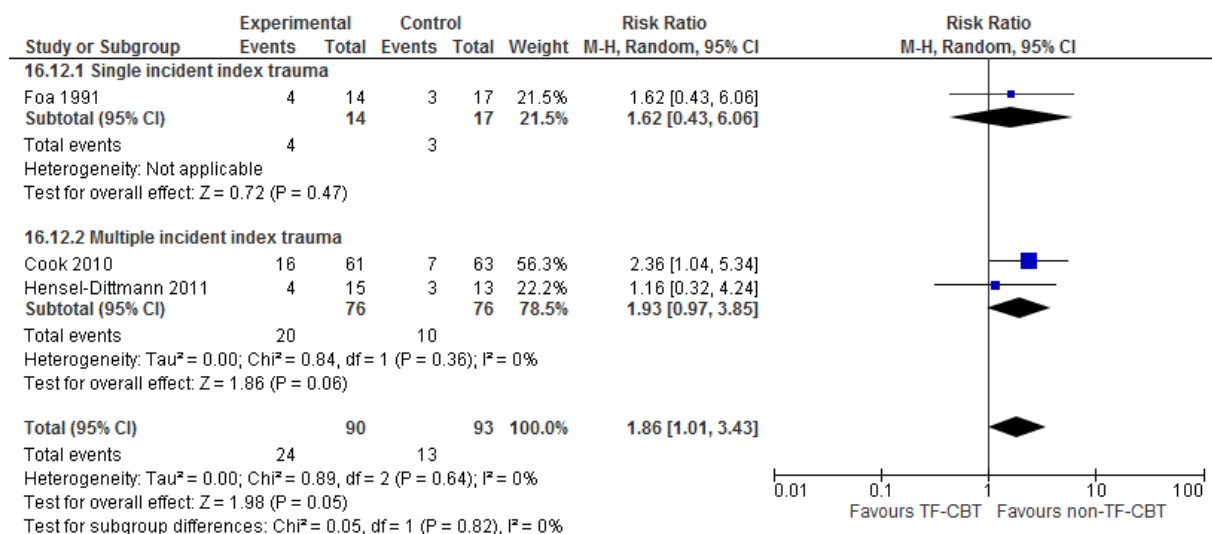 Experimental Control Risk Ratio Risk Ratio
Study or Subgroup Events Total Events Total Weight M-H, Random, 95% CI M-H, Random, 95% CI
16.12.1 Single incident index trauma
Foa 1991 4 14 3 17 21.5% 1.62 [0.43, 6.06]
Subtotal (95% CI) 14 17 21.5% 1.62 [0.43, 6.06]
Total events 4 3
Heterogeneity: Not applicable
Test for overall effect: Z = 0.72 (P = 0.47)
16.12.2 Multiple incident index trauma
Cook 2010 16 61 7 63 56.3% 2.36 [1.04, 5.34]
Hensel-Dittmann 2011 4 15 3 13 22.2% 1.16 [0.32, 4.24]
Subtotal (95% CI) 76 76 78.5% 1.93 [0.97, 3.85]
Total events 20 10
Heterogeneity: Tau² = 0.00; Chi² = 0.84, df = 1 (P = 0.36); I² = 0%
Test for overall effect: Z = 1.86 (P = 0.06)
Total (95% CI) 90 93 100.0% 1.86 [1.01, 3.43]
Total events 24 13
Heterogeneity: Tau² = 0.00; Chi² = 0.89, df = 2 (P = 0.64); I² = 0%
Test for overall effect: Z = 1.98 (P = 0.05)
Test for subgroup differences: Chi² = 0.05, df = 1 (P = 0.82), I² = 0%
0.01 0.1 1 10 100
Favours TF-CBT Favours non-TF-CBT